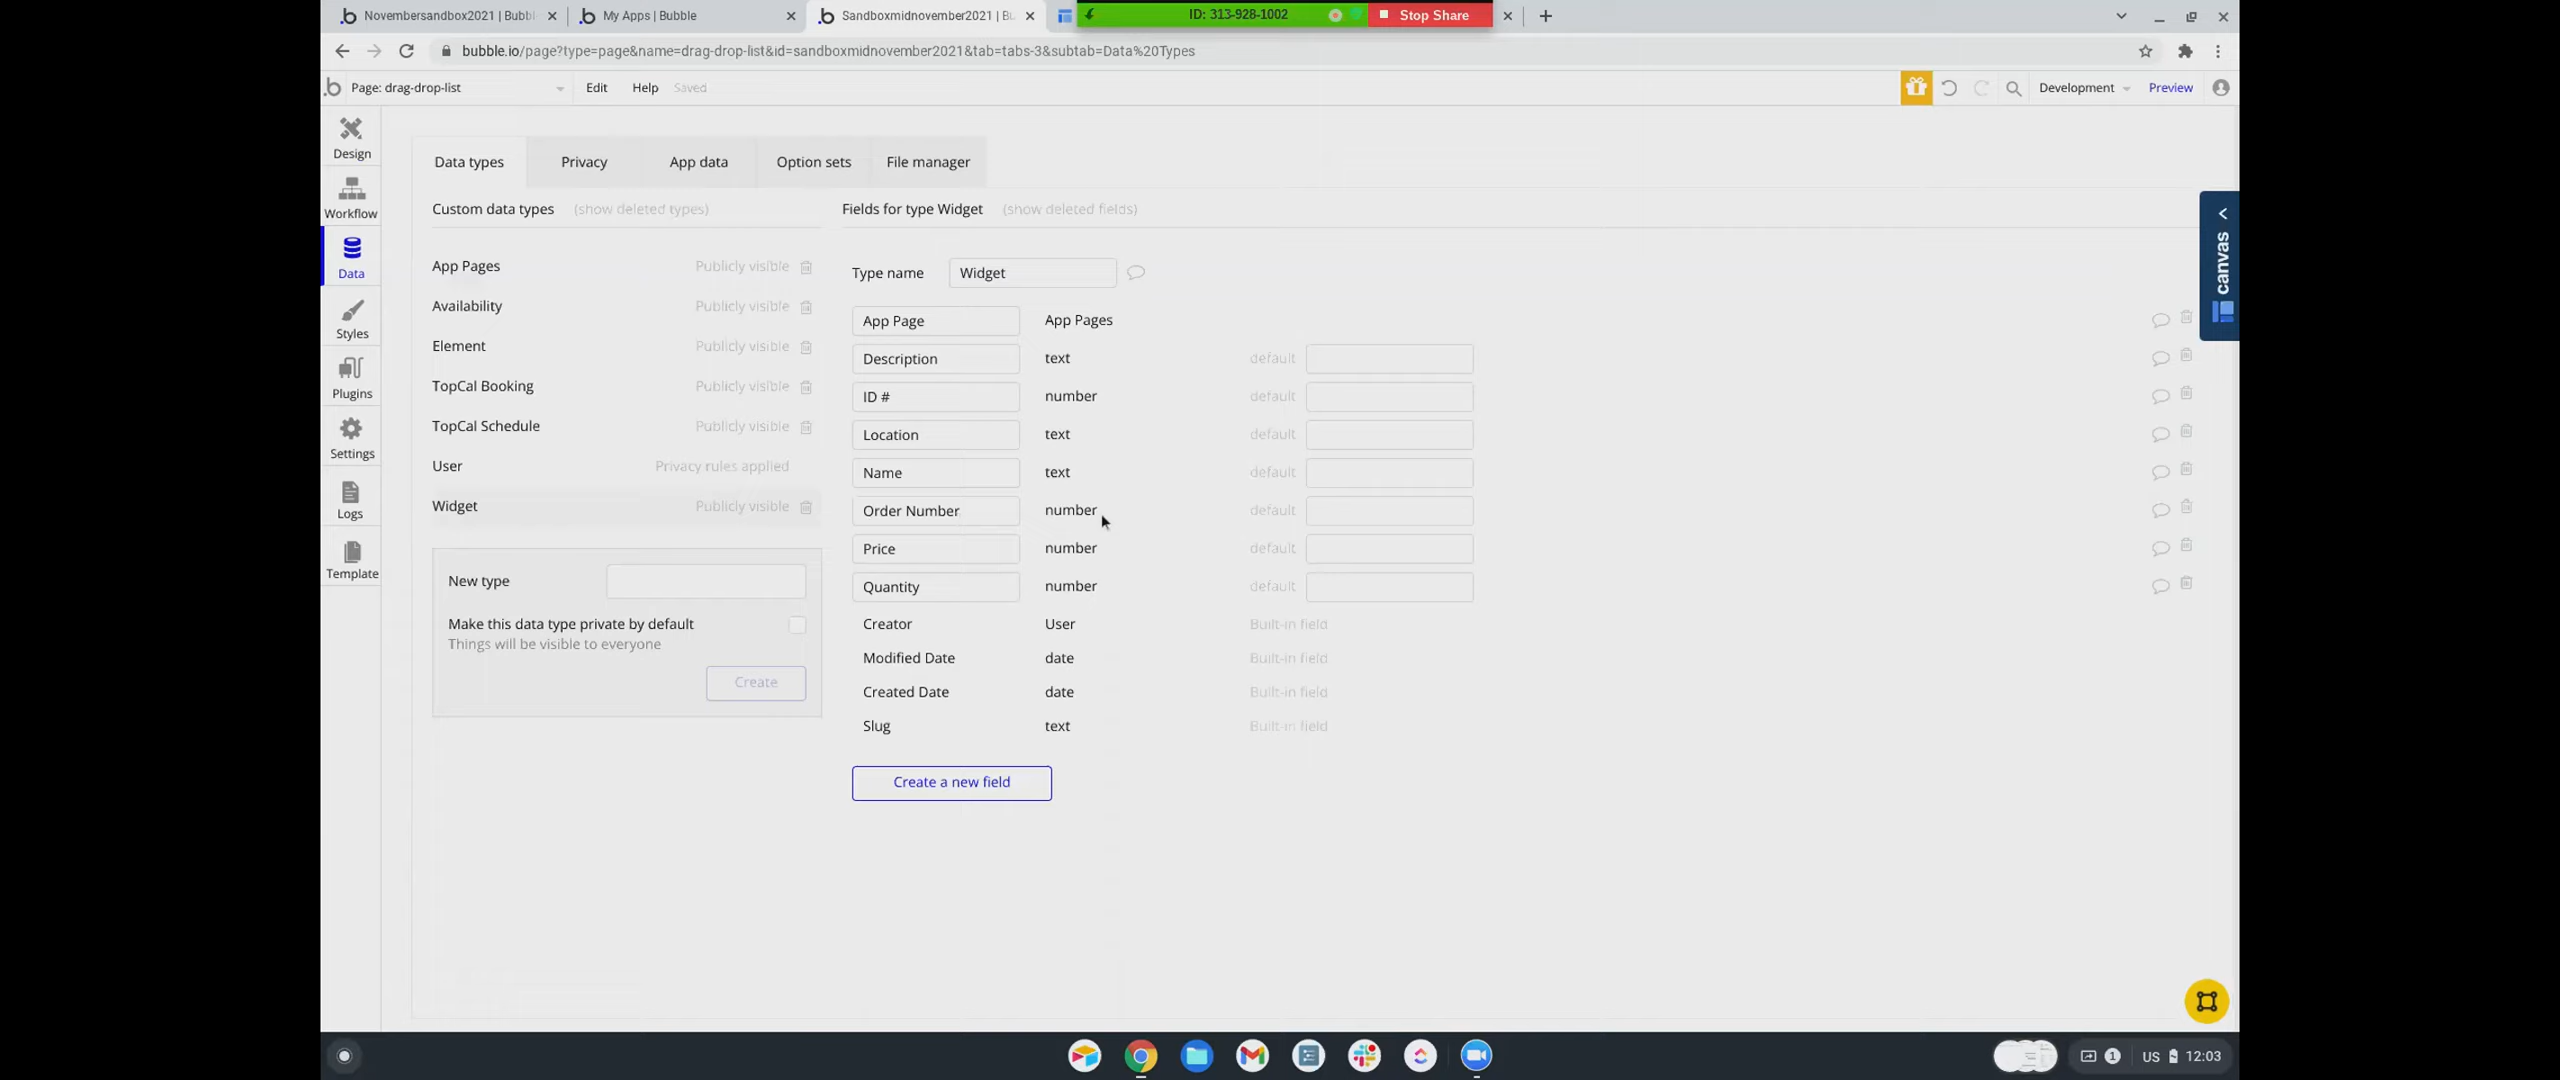 Novembersandbox2021 | Bubbl
My Apps | Bubble
Sandboxmidnovember2021 | Bu
ID: 313-928-1002
Stop Share
bubble.io/page?type=page&name=drag-drop-list&id=sandboxmidnovember2021&tab=tabs-3&subtab=Data%20Types
Page: drag-drop-list
Edit
Help
Saved
Development
Preview
Design
Workflow
Data
Styles
Plugins
Settings
Logs
Template
Data types
Privacy
App data
Option sets
File manager
Custom data types (show deleted types)
App Pages Publicly visible
Availability Publicly visible
Element Publicly visible
TopCal Booking Publicly visible
TopCal Schedule Publicly visible
User Privacy rules applied
Widget Publicly visible
New type
Make this data type private by default
Things will be visible to everyone
Create
Fields for type Widget (show deleted fields)
Type name Widget
App Page App Pages
Description text default
ID # number default
Location text default
Name text default
Order Number number default
Price number default
Quantity number default
Creator User Built-in field
Modified Date date Built-in field
Created Date date Built-in field
Slug text Built-in field
Create a new field
canvas
1
US
12:03